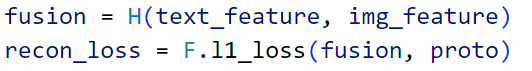 fusion = H(text_feature, img_feature)
recon_loss = F.l1_loss(fusion, proto)